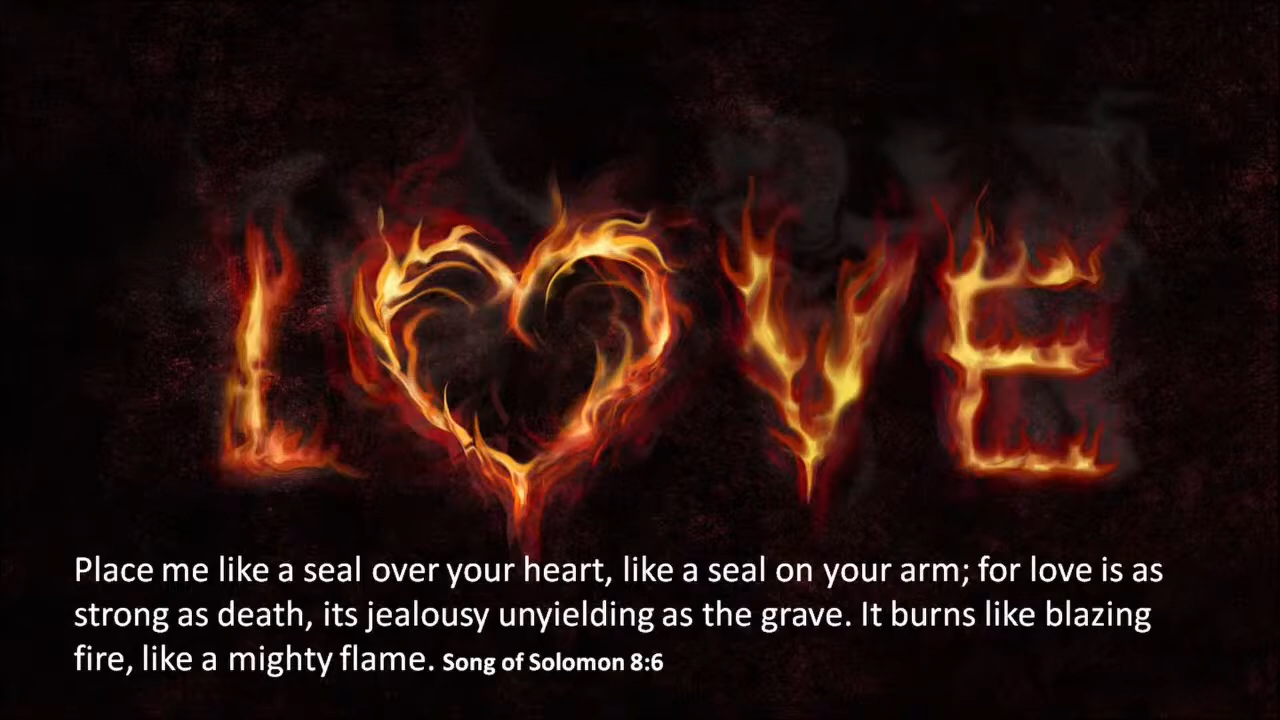 LOVE
Place me like a seal over your heart, like a seal on your arm; for love is as
strong as death, its jealousy unyielding as the grave. It burns like blazing
fire, like a mighty flame. Song of Solomon 8:6